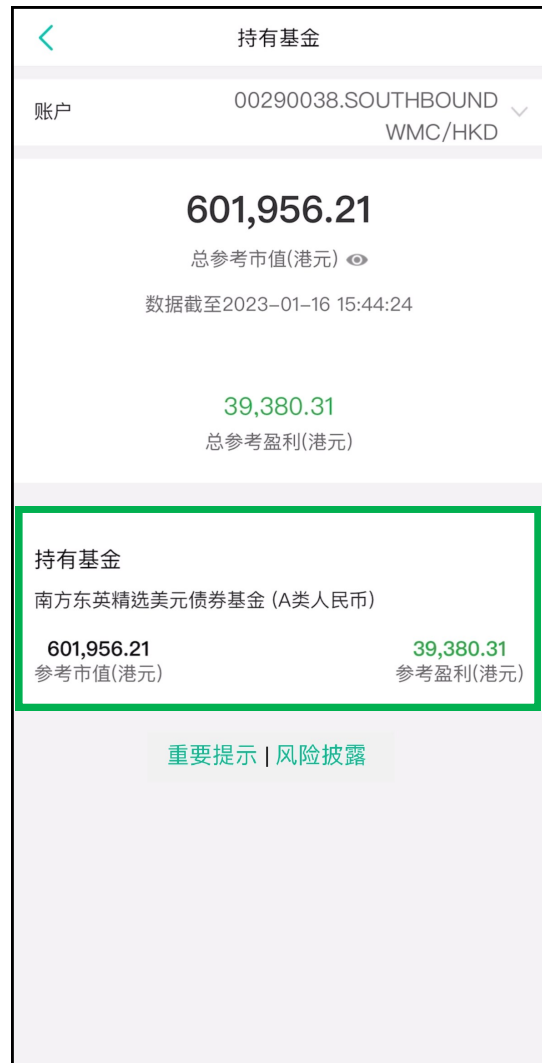 持有基金
账户
00290038.SOUTHBOUND
WMC/HKD
601,956.21
总参考市值(港元)
数据截至2023-01-16 15:44:24
39,380.31
总参考盈利(港元)
持有基金
南方东英精选美元债券基金 (A类人民币)
601,956.21 39,380.31
参考市值(港元) 参考盈利(港元)
重要提示 | 风险披露